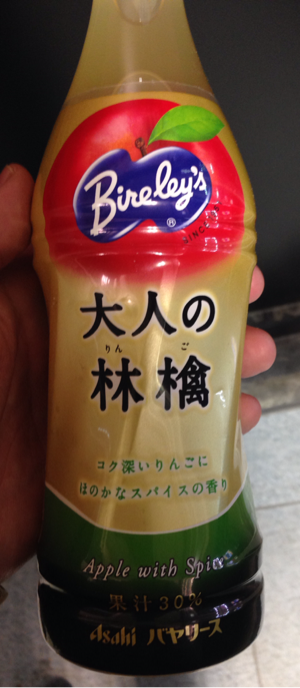 Bireley's
®
SINCE
大人の
りんご
林檎
コク深いりんごに
ほのかなスパイスの香り
Apple with Spice
果汁30%
Asahi バヤリース